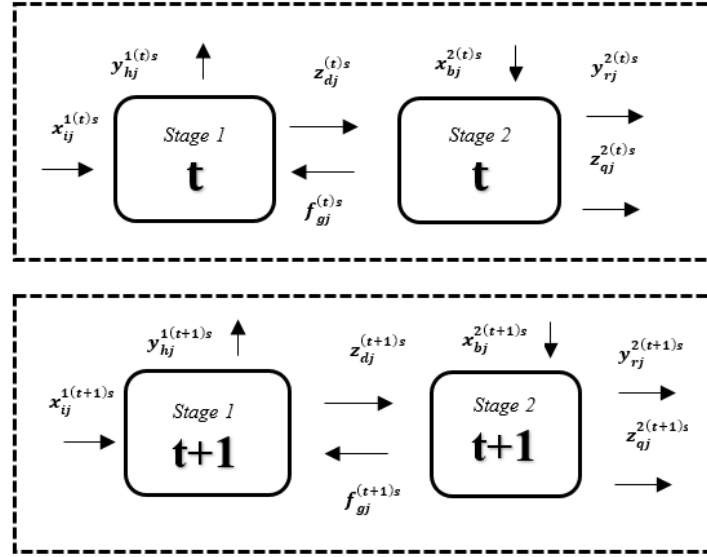 y_{hj}^{1(t)s}
z_{dj}^{(t)s}
x_{bj}^{2(t)s}
y_{rj}^{2(t)s}
x_{ij}^{1(t)s}
Stage 1
t
Stage 2
t
z_{qj}^{2(t)s}
f_{gj}^{(t)s}
y_{hj}^{1(t+1)s}
z_{dj}^{(t+1)s}
x_{bj}^{2(t+1)s}
y_{rj}^{2(t+1)s}
x_{ij}^{1(t+1)s}
Stage 1
t+1
Stage 2
t+1
z_{qj}^{2(t+1)s}
f_{gj}^{(t+1)s}